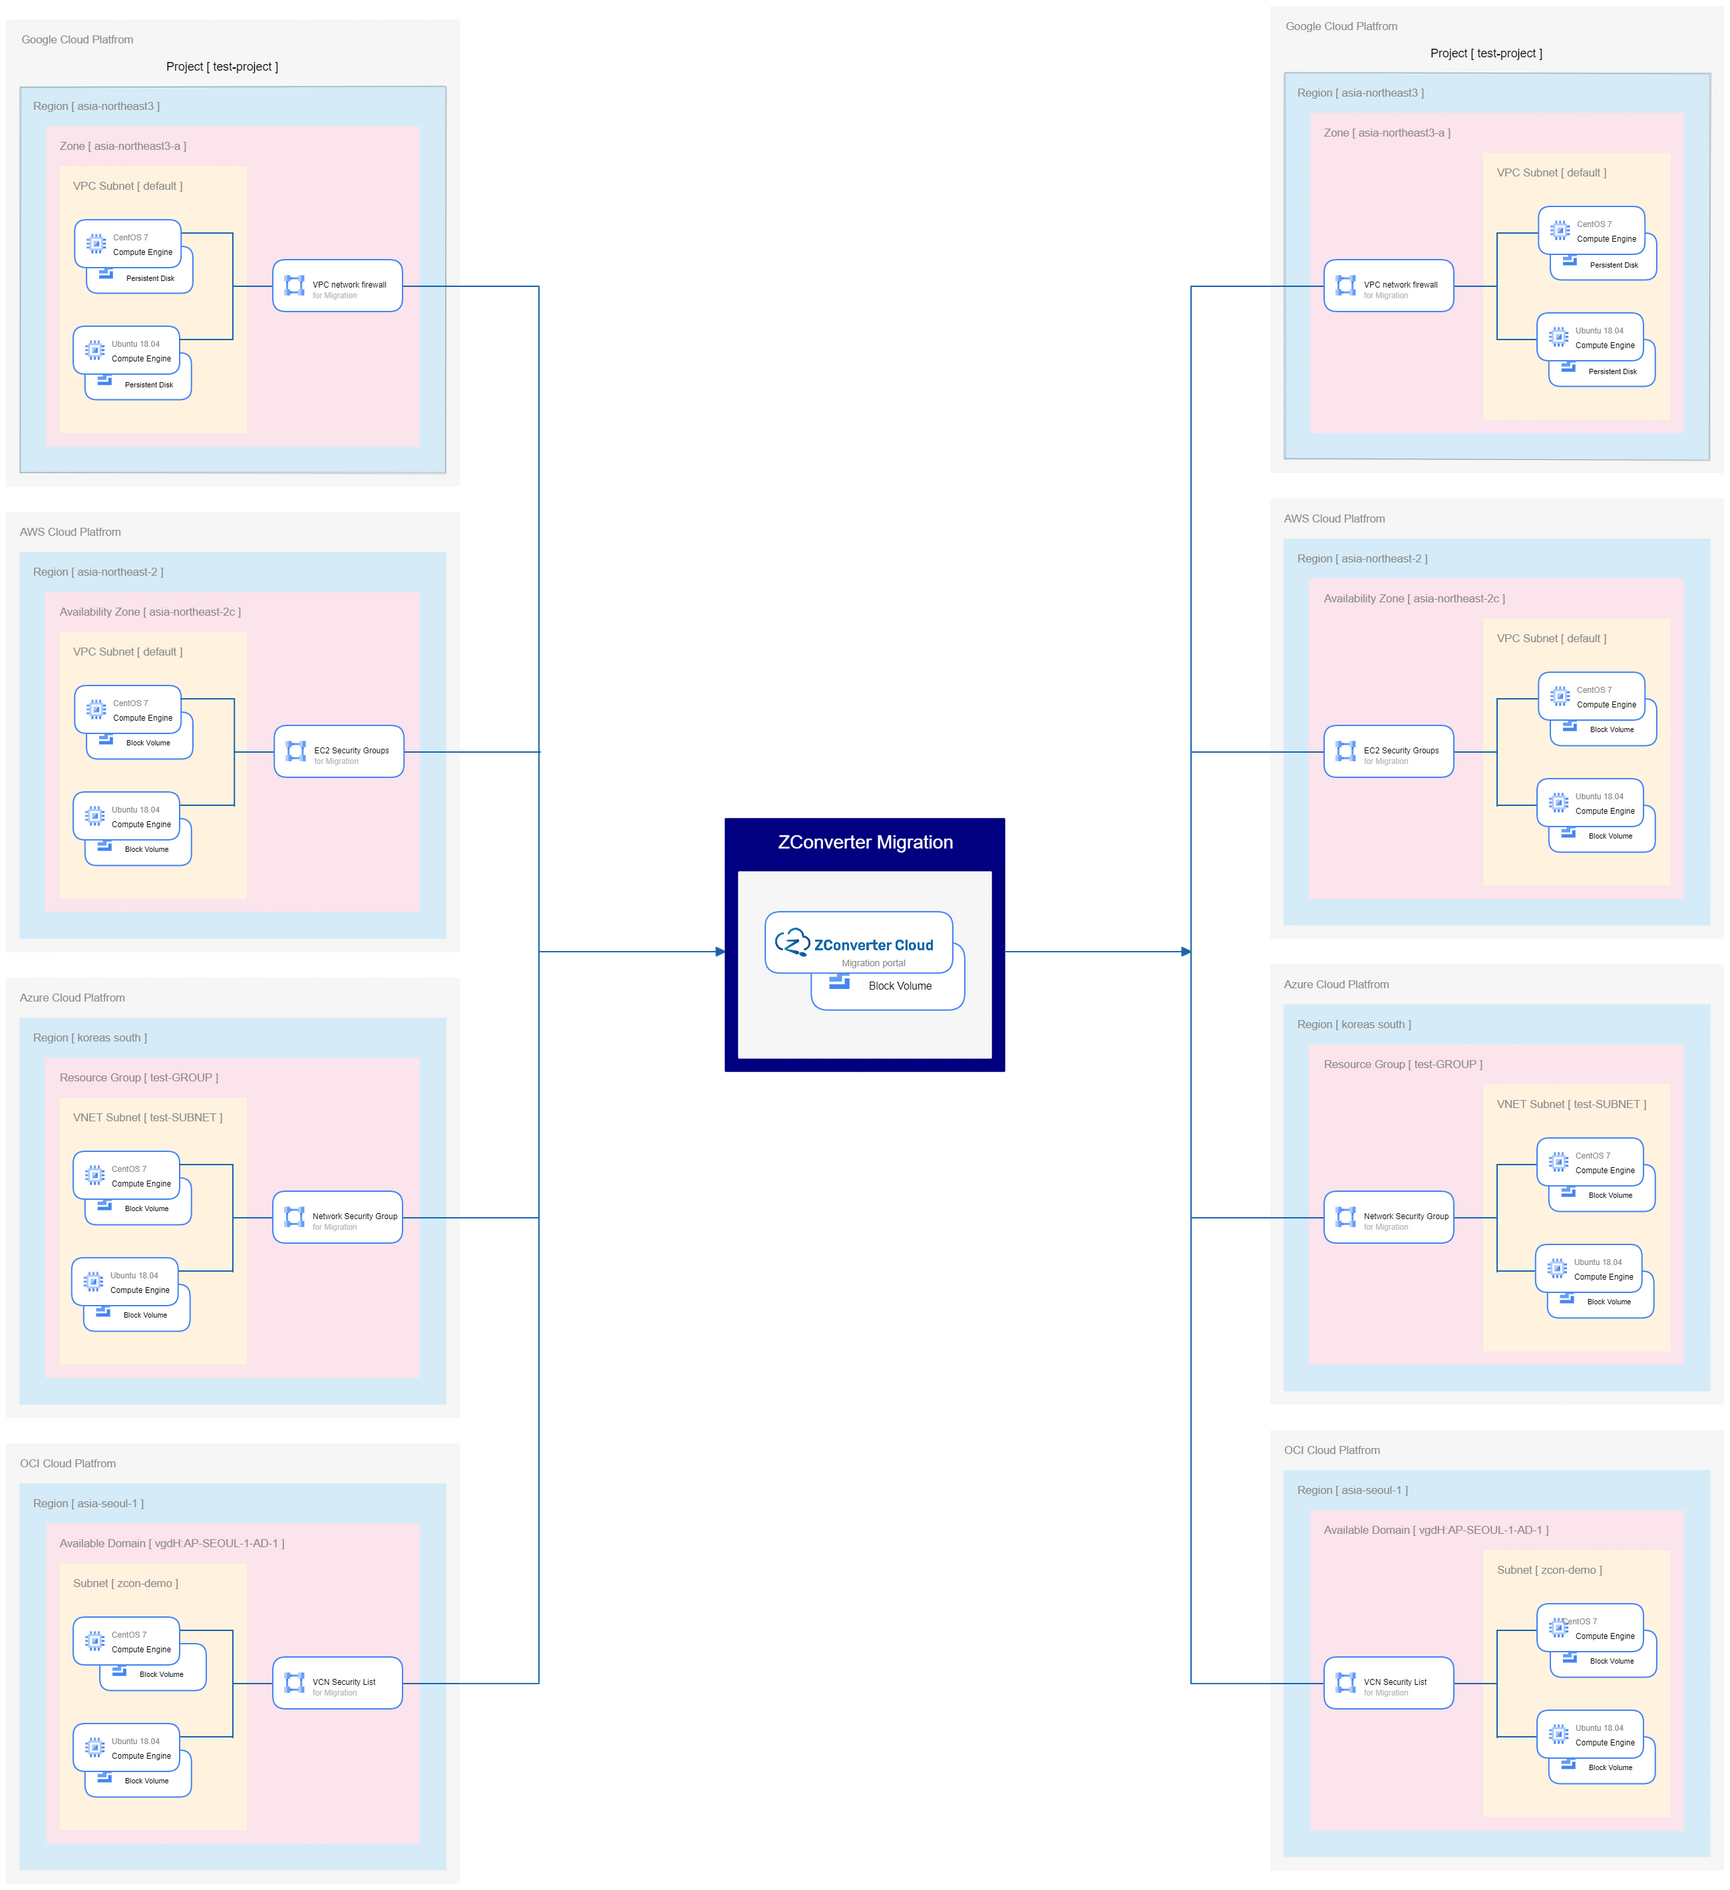 Google Cloud Platfrom
Project [ test-project ]
Region [ asia-northeast3 ]
Zone [ asia-northeast3-a ]
VPC Subnet [ default ]
CentOS 7
Compute Engine
Persistent Disk
VPC network firewall
for Migration
Ubuntu 18.04
Compute Engine
Persistent Disk
AWS Cloud Platfrom
Region [ asia-northeast-2 ]
Availability Zone [ asia-northeast-2c ]
VPC Subnet [ default ]
CentOS 7
Compute Engine
Block Volume
EC2 Security Groups
for Migration
Ubuntu 18.04
Compute Engine
Block Volume
Azure Cloud Platfrom
Region [ koreas south ]
Resource Group [ test-GROUP ]
VNET Subnet [ test-SUBNET ]
CentOS 7
Compute Engine
Block Volume
Network Security Group
for Migration
Ubuntu 18.04
Compute Engine
Block Volume
OCI Cloud Platfrom
Region [ asia-seoul-1 ]
Available Domain [ vgdH:AP-SEOUL-1-AD-1 ]
Subnet [ zcon-demo ]
CentOS 7
Compute Engine
Block Volume
VCN Security List
for Migration
Ubuntu 18.04
Compute Engine
Block Volume
ZConverter Migration
ZConverter Cloud
Migration portal
Block Volume
Google Cloud Platfrom
Project [ test-project ]
Region [ asia-northeast3 ]
Zone [ asia-northeast3-a ]
VPC Subnet [ default ]
CentOS 7
Compute Engine
Persistent Disk
VPC network firewall
for Migration
Ubuntu 18.04
Compute Engine
Persistent Disk
AWS Cloud Platfrom
Region [ asia-northeast-2 ]
Availability Zone [ asia-northeast-2c ]
VPC Subnet [ default ]
CentOS 7
Compute Engine
Block Volume
EC2 Security Groups
for Migration
Ubuntu 18.04
Compute Engine
Block Volume
Azure Cloud Platfrom
Region [ koreas south ]
Resource Group [ test-GROUP ]
VNET Subnet [ test-SUBNET ]
CentOS 7
Compute Engine
Block Volume
Network Security Group
for Migration
Ubuntu 18.04
Compute Engine
Block Volume
OCI Cloud Platfrom
Region [ asia-seoul-1 ]
Available Domain [ vgdH:AP-SEOUL-1-AD-1 ]
Subnet [ zcon-demo ]
CentOS 7
Compute Engine
Block Volume
VCN Security List
for Migration
Ubuntu 18.04
Compute Engine
Block Volume